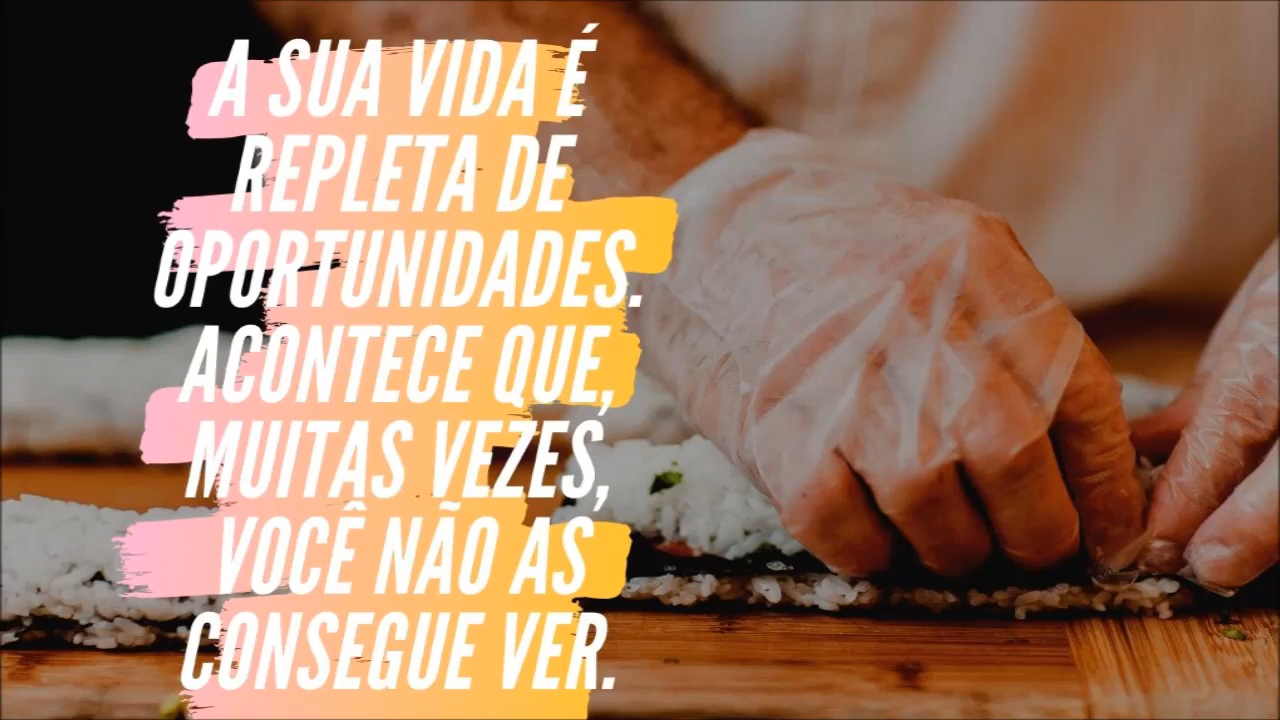 A SUA VIDA É
REPLETA DE
OPORTUNIDADES.
ACONTECE QUE,
MUITAS VEZES,
VOCÊ NÃO AS
CONSEGUE VER.